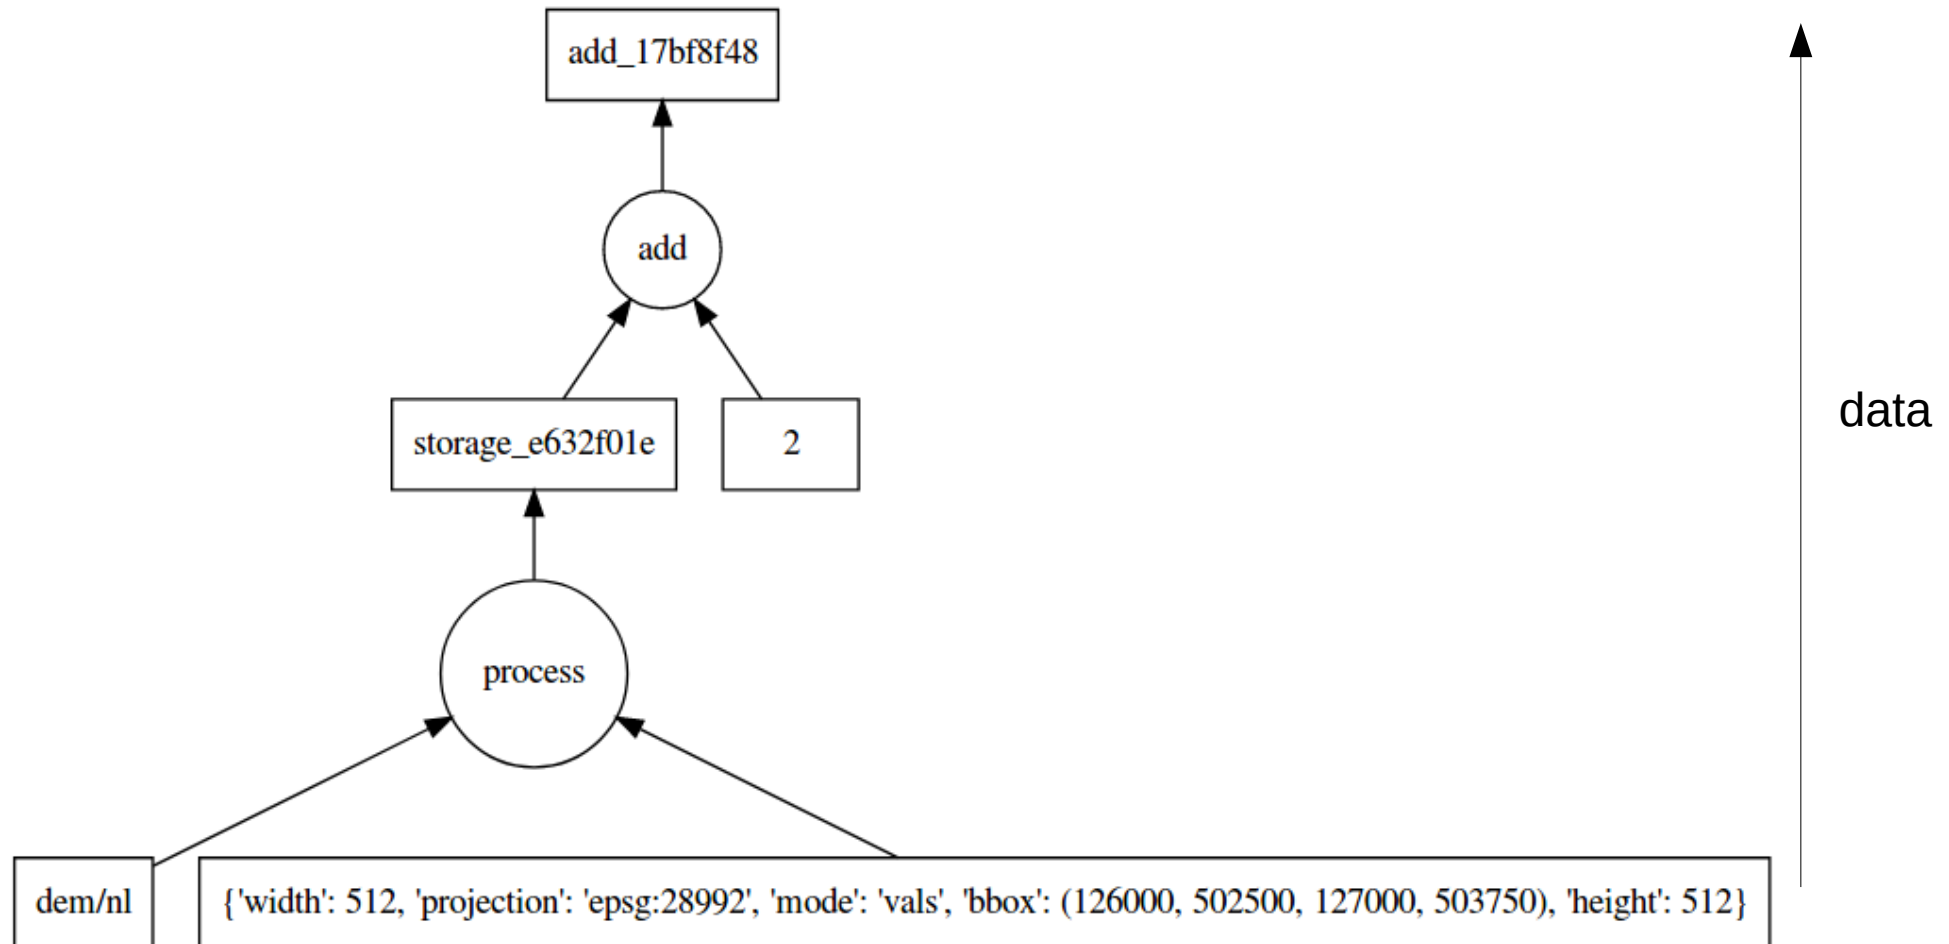 add_17bf8f48
add
data
storage_e632f01e
2
process
dem/nl
{'width': 512, 'projection': 'epsg:28992', 'mode': 'vals', 'bbox': (126000, 502500, 127000, 503750), 'height': 512}